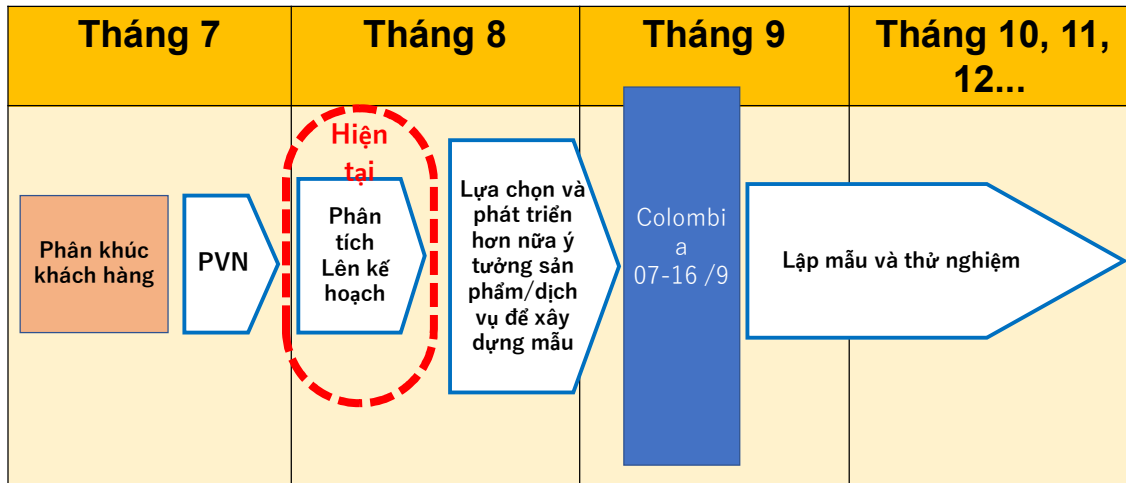 Tháng 7
Tháng 8
Tháng 9
Tháng 10, 11,
12...
Phân khúc
khách hàng
PVN
Hiện
tại
Phân
tích
Lên kế
hoạch
Lựa chọn và
phát triển
hơn nữa ý
tưởng sản
phẩm/dịch
vụ để xây
dựng mẫu
Colombi
a
07-16 /9
Lập mẫu và thử nghiệm